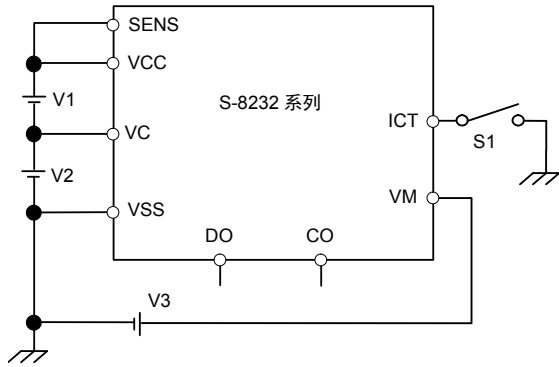 SENS
VCC
V1
S-8232 系列
ICT
VC
S1
V2
VM
VSS
DO
CO
V3